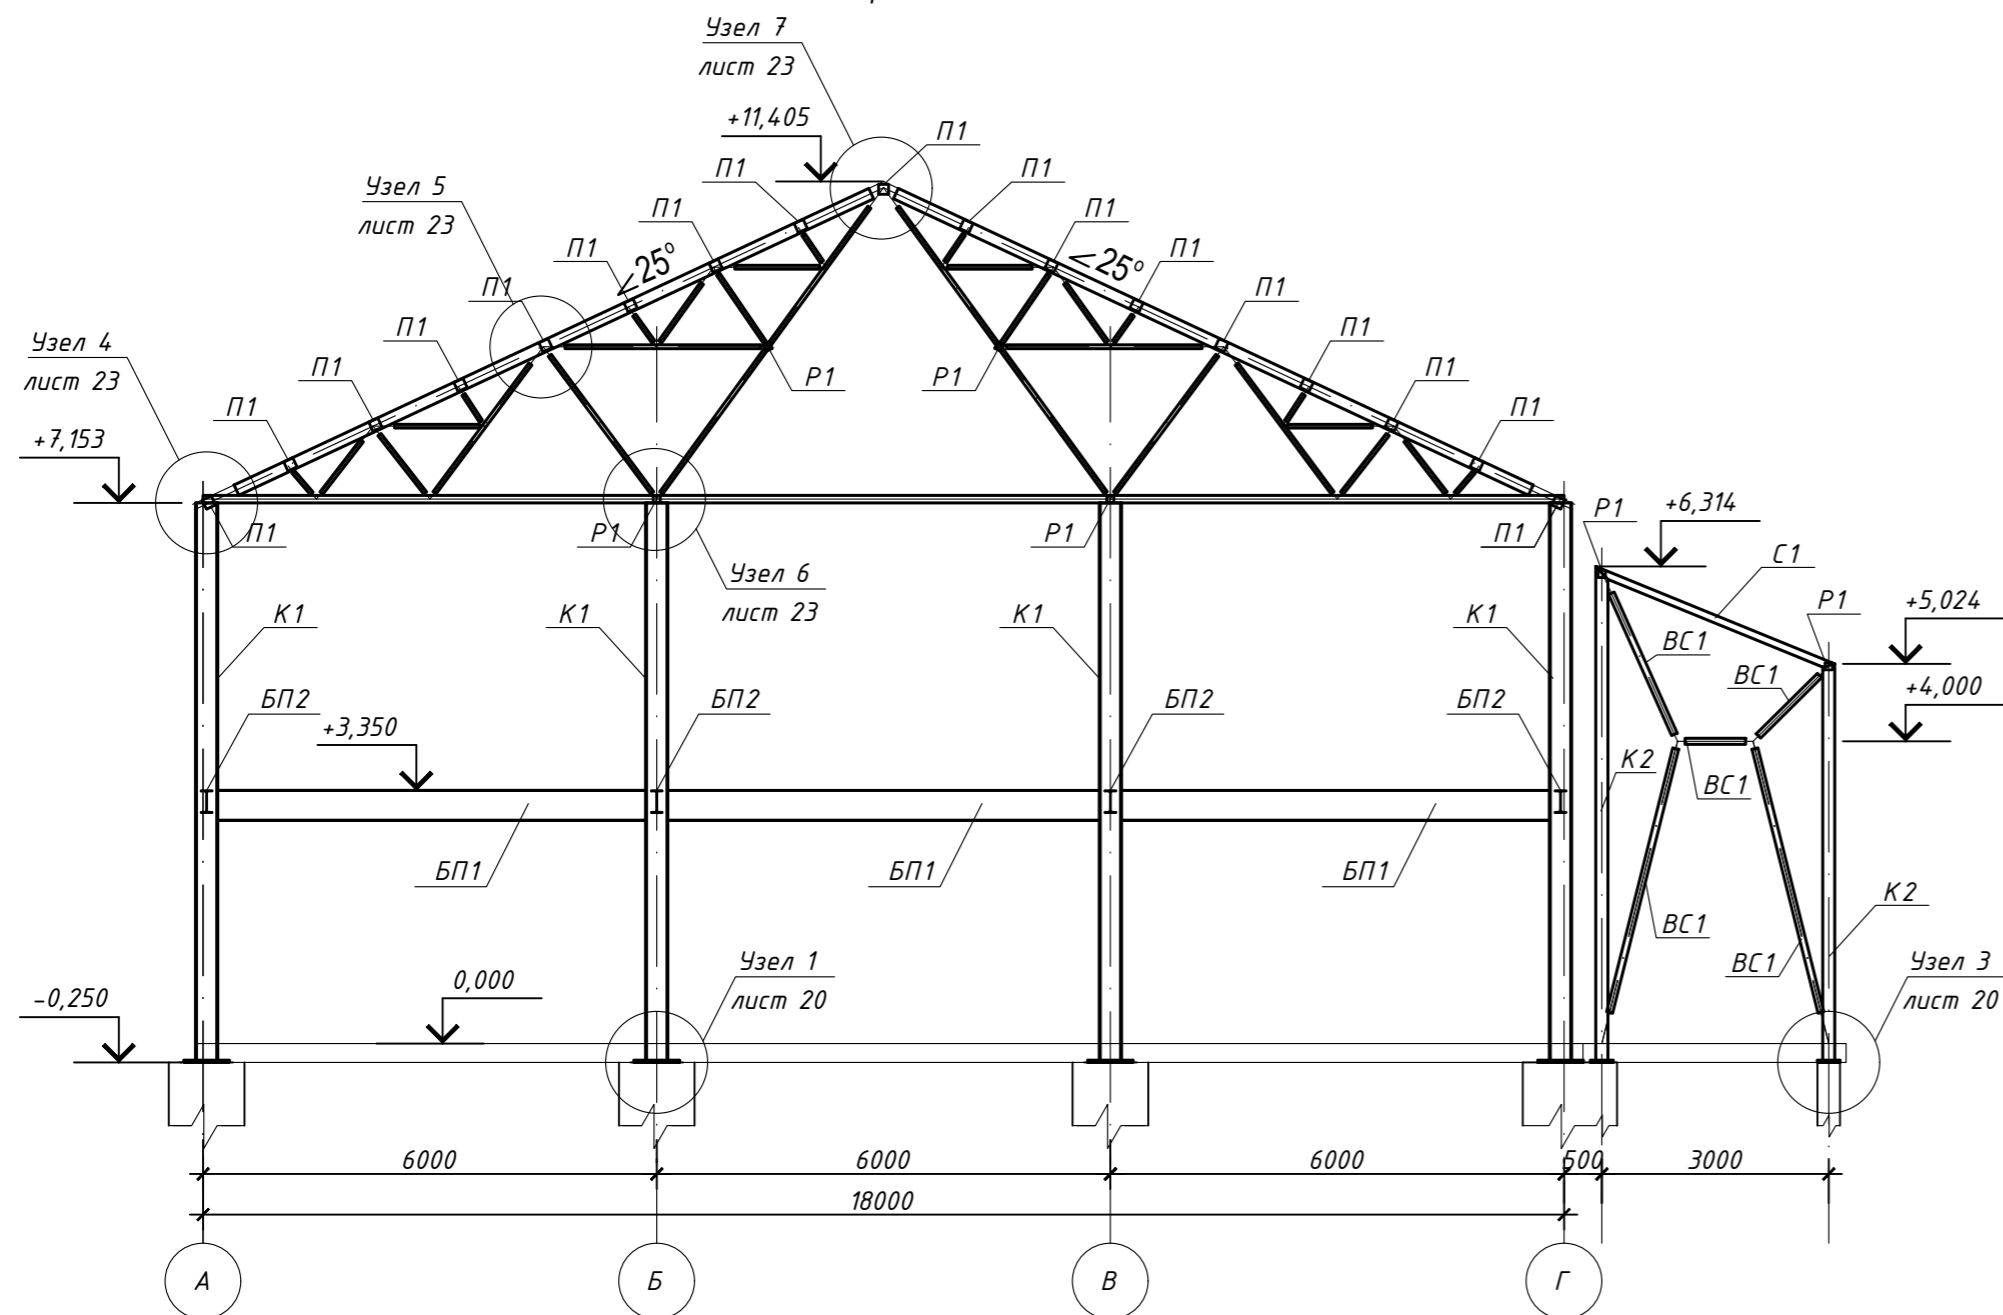 Узел 7
лист 23
+11,405
П1
П1
П1
Узел 5
лист 23
П1
П1
<25°
<25°
П1
П1
П1
П1
Узел 4
лист 23
П1
П1
П1
П1
Р1
Р1
П1
П1
П1
+7,153
П1
Р1
Р1
П1
Р1
+6,314
С1
Узел 6
лист 23
Р1
+5,024
К1
К1
К1
К1
ВС1
ВС1
+4,000
БП2
+3,350
БП2
БП2
БП2
К2
ВС1
БП1
БП1
БП1
К2
ВС1
ВС1
Узел 1
лист 20
Узел 3
лист 20
-0,250
0,000
6000
6000
6000
500
3000
18000
А
Б
В
Г